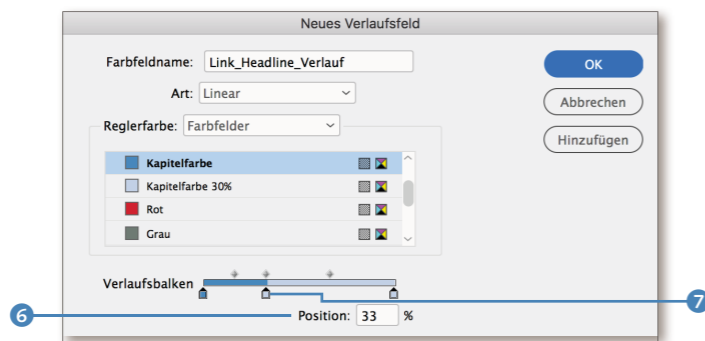 Neues Verlaufsfeld
Farbfeldname: Link_Headline_Verlauf
OK
Art: Linear
Abbrechen
Reglerfarbe: Farbfelder
Hinzufügen
Kapitelfarbe
Kapitelfarbe 30%
Rot
Grau
Verlaufsbalken
7
6
Position: 33 %